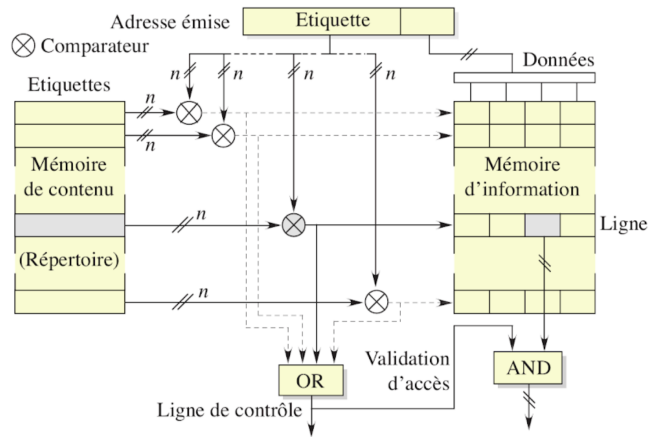 Adresse émise
Etiquette
Comparateur
Données
Etiquettes
n
n
n
n
n
n
Mémoire
de contenu
Mémoire
d'information
n
Ligne
(Répertoire)
n
OR
Validation
d'accès
AND
Ligne de contrôle